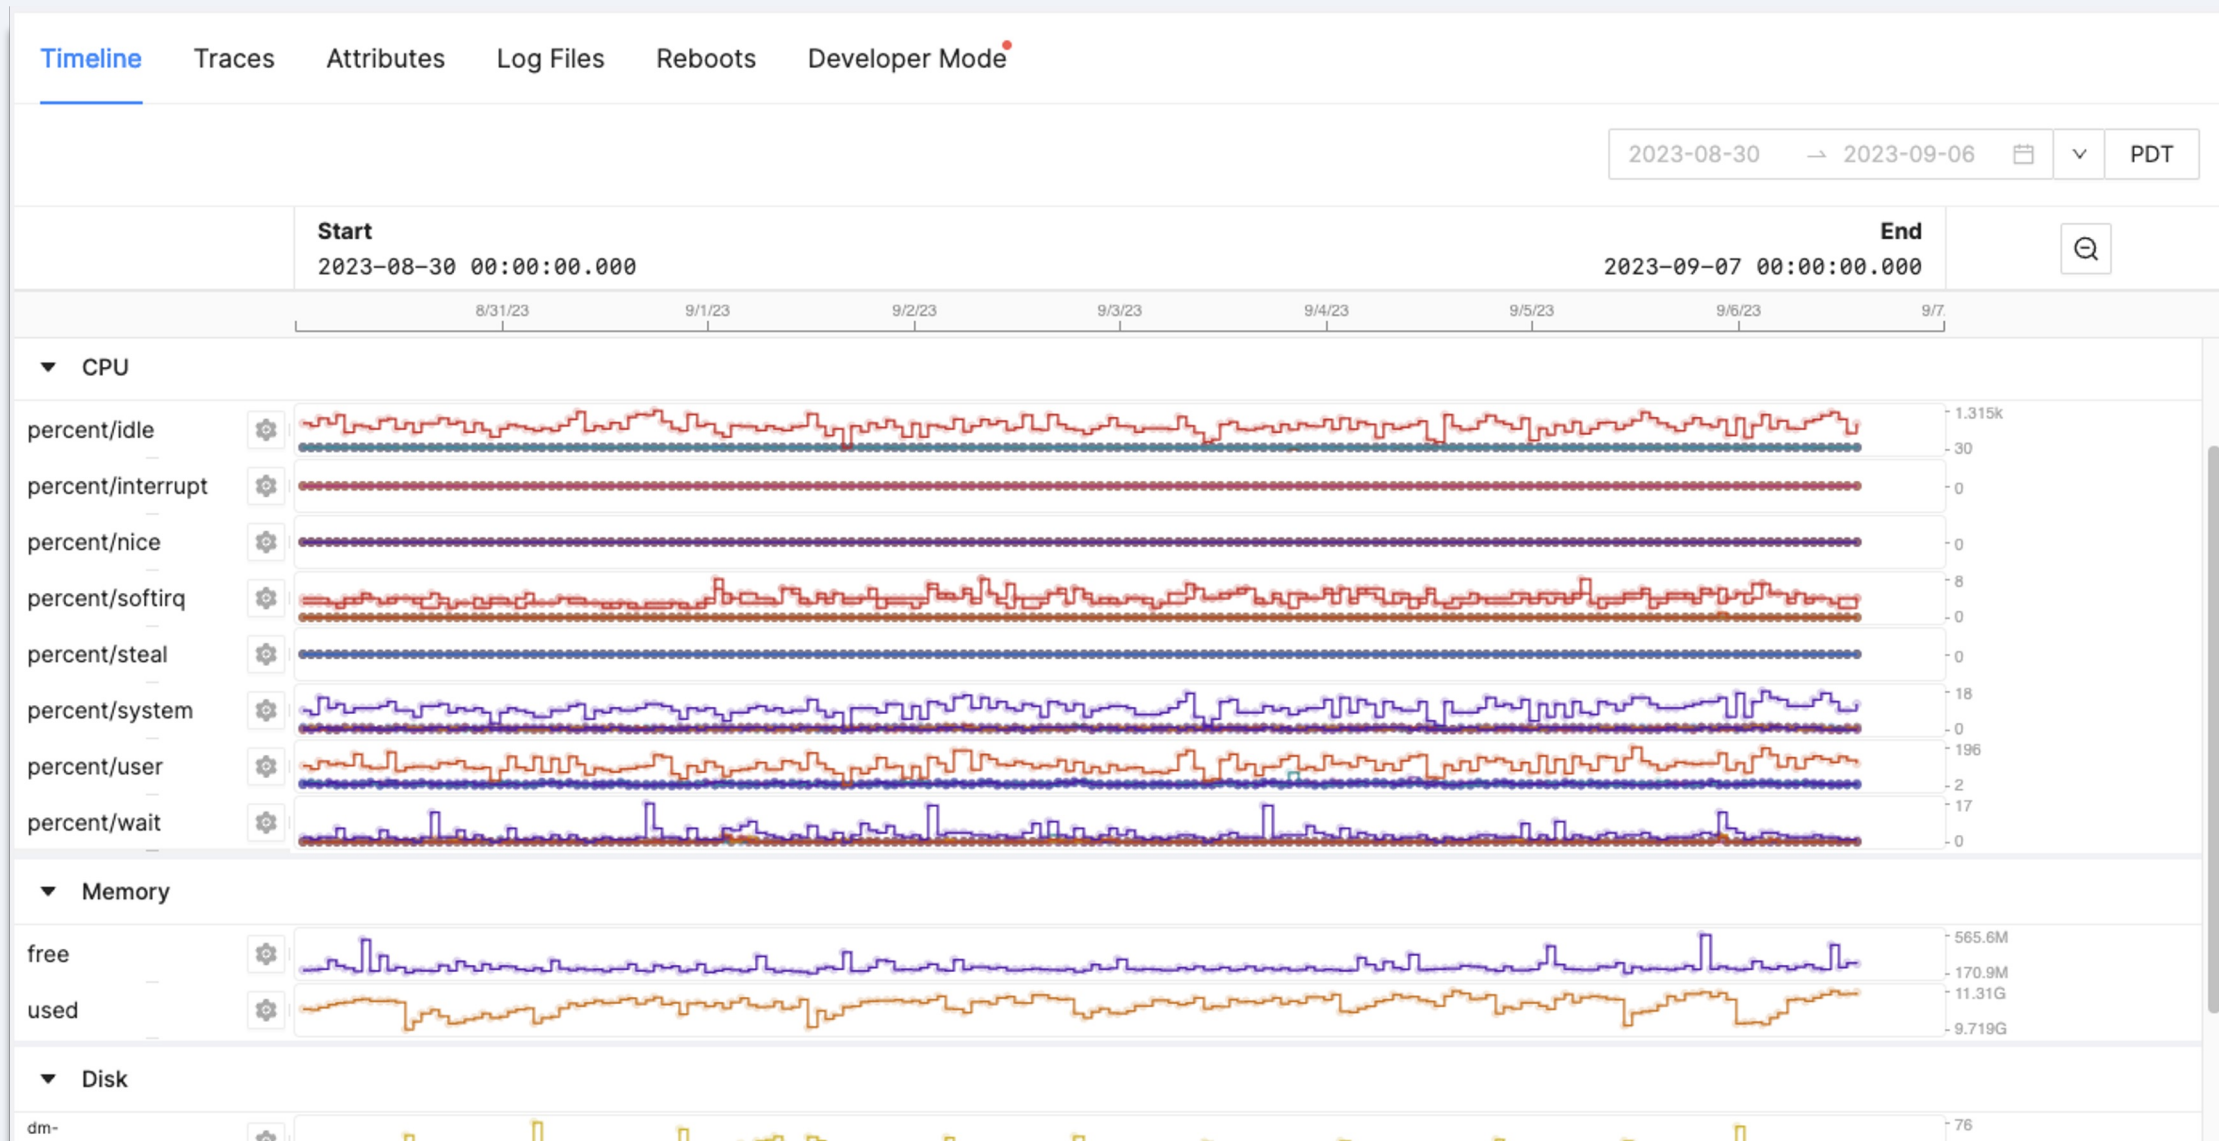 Timeline Traces Attributes Log Files Reboots Developer Mode
2023-08-30 → 2023-09-06 PDT
Start End
2023-08-30 00:00:00.000 2023-09-07 00:00:00.000
8/31/23 9/1/23 9/2/23 9/3/23 9/4/23 9/5/23 9/6/23 9/7
CPU
percent/idle 1.315k
30
percent/interrupt 0
percent/nice 0
percent/softirq 8
0
percent/steal 0
percent/system 18
0
percent/user 196
2
percent/wait 17
0
Memory
free 565.6M
170.9M
used 11.31G
9.719G
Disk
dm- 76